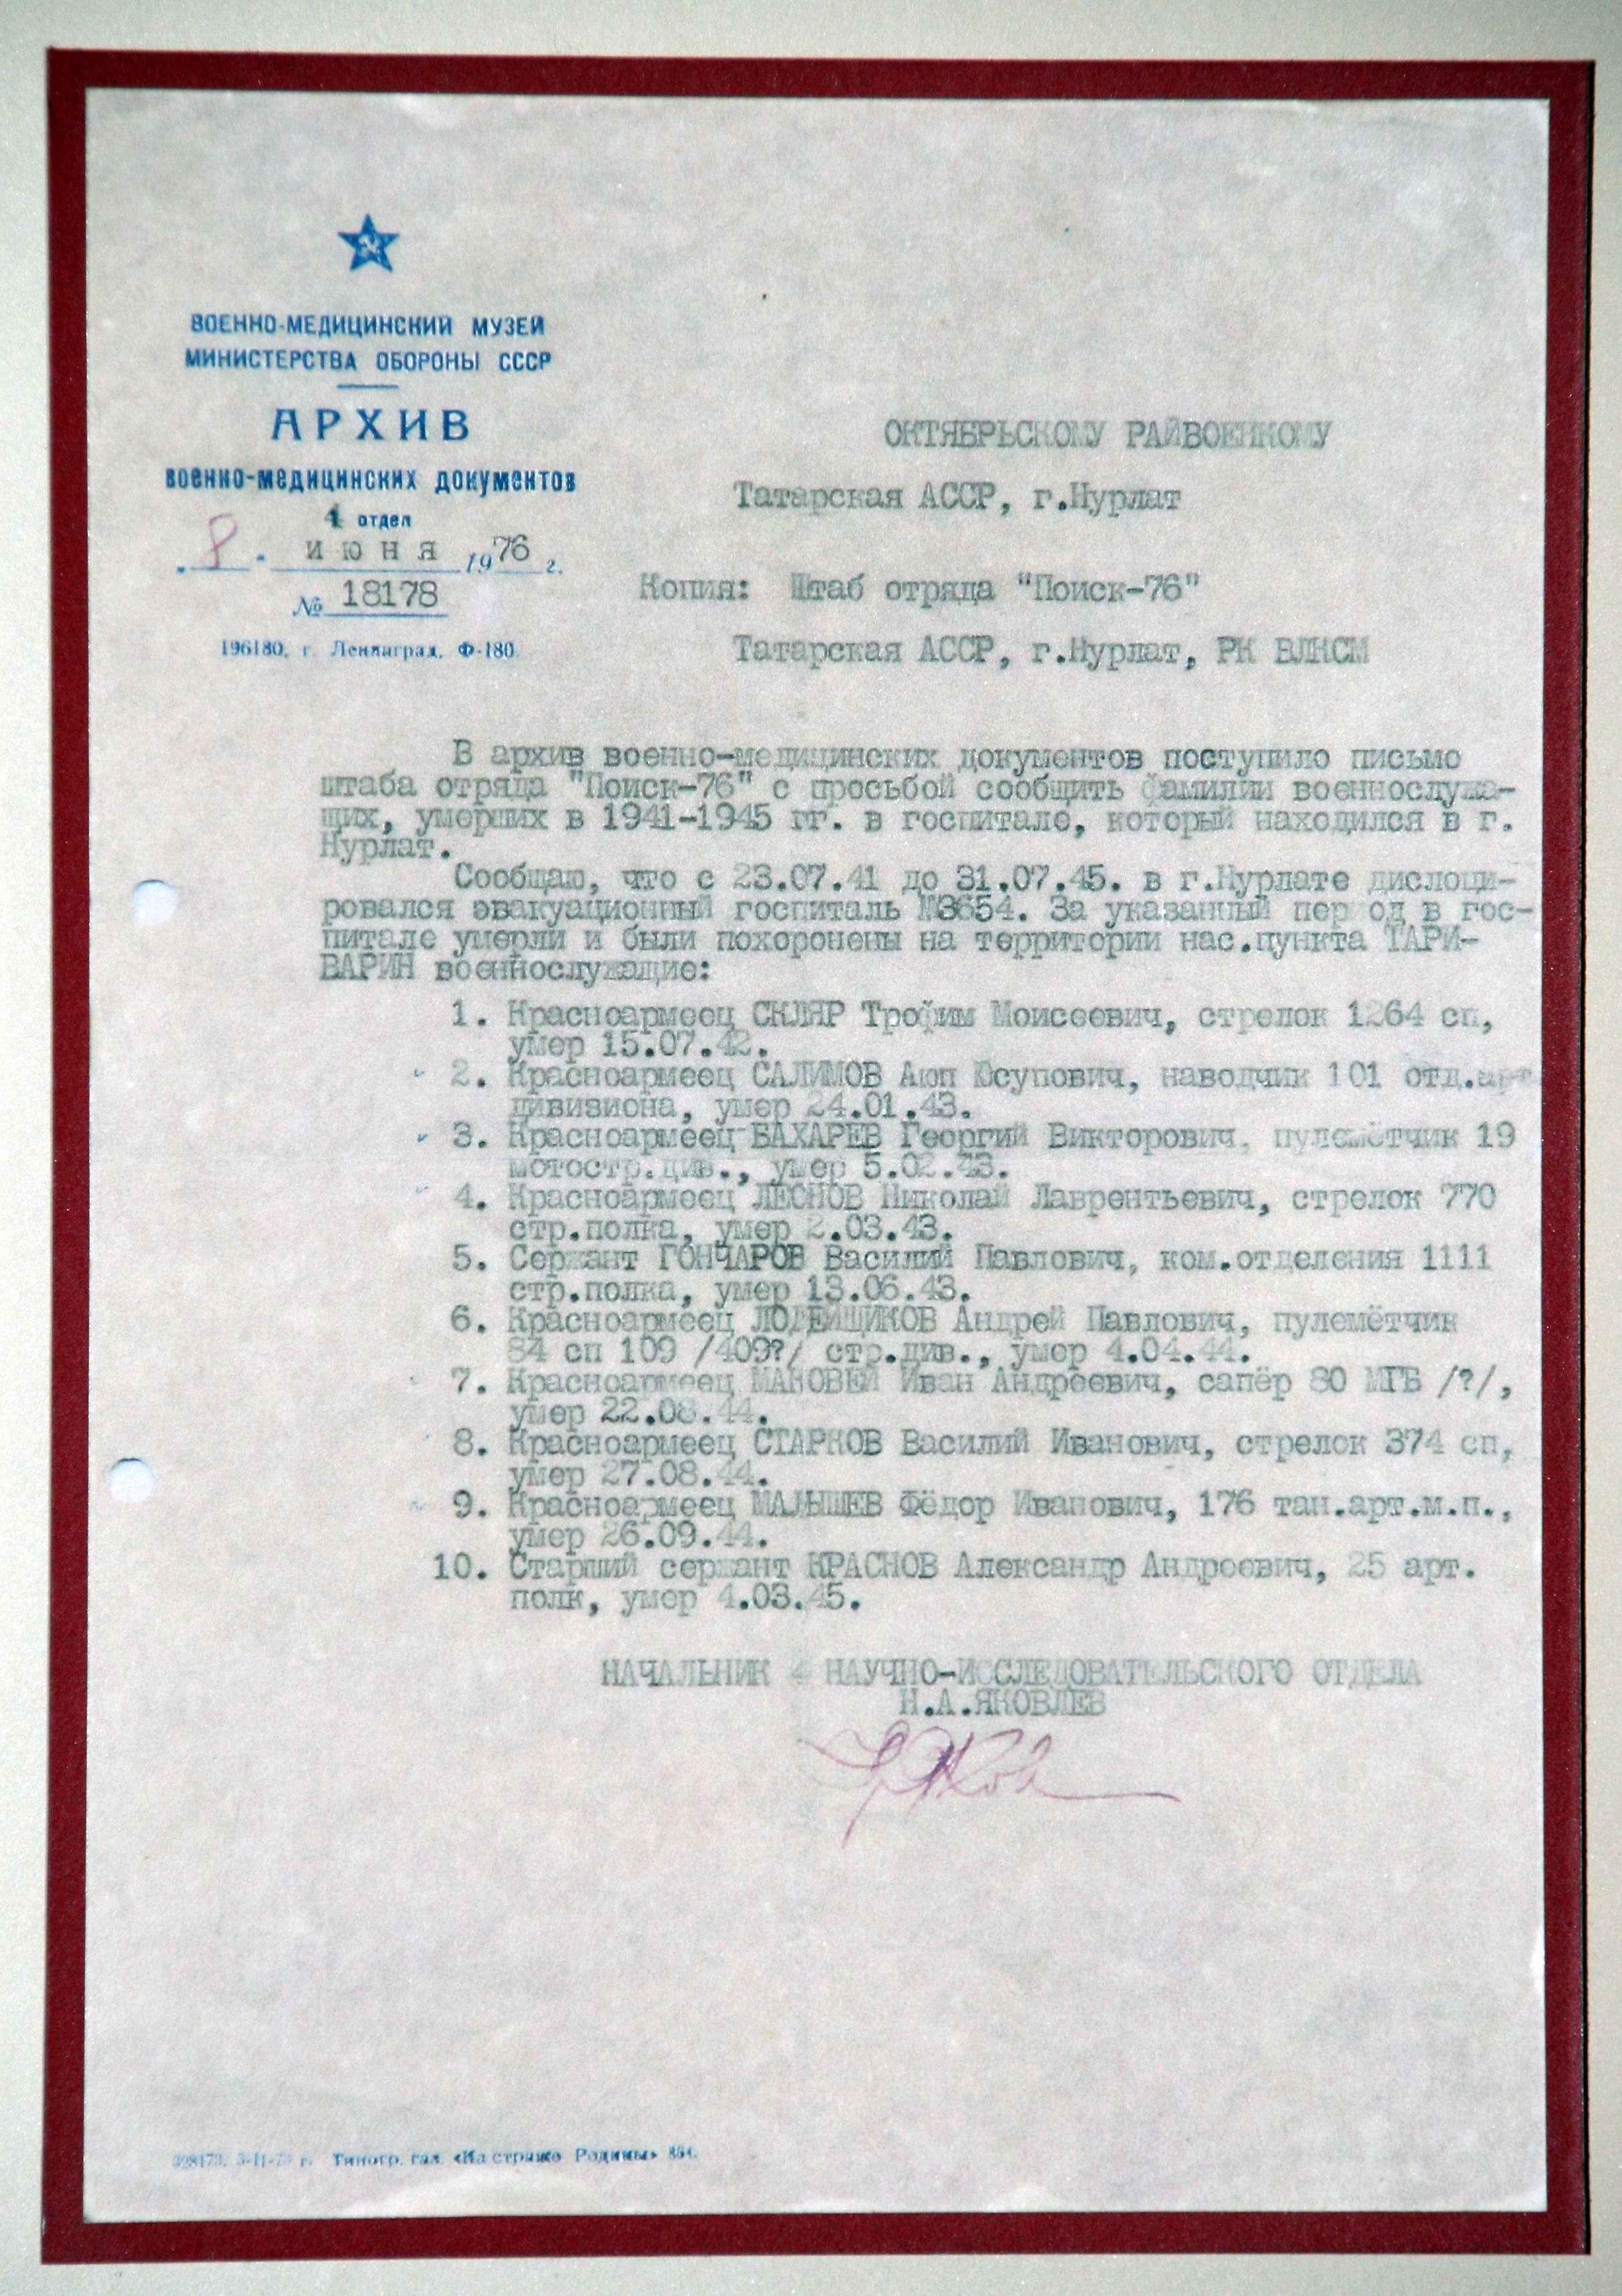 ВОЕННО-МЕДИЦИНСКИЙ МУЗЕЙ
МИНИСТЕРСТВА ОБОРОНЫ СССР
АРХИВ
ВОЕННО-МЕДИЦИНСКИХ ДОКУМЕНТОВ
4 отдел
"8" июня 1976 г.
№ 18178
196180, г. Ленинград, Ф-180.
ОКТЯБРЬСКОМУ РАЙВОЕНКОМУ
Татарская АССР, г.Нурлат
Копия: Штаб отряда "Поиск-76"
Татарская АССР, г.Нурлат, РК ВЛКСМ
В архив военно-медицинских документов поступило письмо
штаба отряда "Поиск-76" с просьбой сообщить фамилии военнослужа-
щих, умерших в 1941-1945 гг. в госпитале, который находился в г.
Нурлат.
Сообщаю, что с 23.07.41 до 31.07.45. в г.Нурлате дислоци-
ровался эвакуационный госпиталь №3654. За указанный период в гос-
питале умерли и были похоронены на территории нас.пункта ТАРИ-
ВАРИН военнослужащие:
1. Красноармеец СКЛЯР Трофим Моисеевич, стрелок 1264 сп,
умер 15.07.42.
2. Красноармеец САЛИМОВ Аюп Юсупович, наводчик 101 отд.арт
дивизиона, умер 24.01.43.
3. Красноармеец БАХАРЕВ Георгий Викторович, пулемётчик 19
мотостр.див., умер 5.02.43.
4. Красноармеец ЛЕОНОВ Николай Лаврентьевич, стрелок 770
стр.полка, умер 2.03.43.
5. Сержант ГОНЧАРОВ Василий Павлович, ком.отделения 1111
стр.полка, умер 13.06.43.
6. Красноармеец ЛОДЕЙЩИКОВ Андрей Павлович, пулемётчик
84 сп 109 /409?/ стр.див., умер 4.04.44.
7. Красноармеец МАКОВЕЙ Иван Андреевич, сапёр 80 МГБ /?/,
умер 22.08.44.
8. Красноармеец СТАРКОВ Василий Иванович, стрелок 374 сп,
умер 27.08.44.
9. Красноармеец МАЛЫШЕВ Фёдор Иванович, 176 тан.арт.м.п.,
умер 26.09.44.
10. Старший сержант КРАСНОВ Александр Андреевич, 25 арт.
полк, умер 4.03.45.
НАЧАЛЬНИК 4 НАУЧНО-ИССЛЕДОВАТЕЛЬСКОГО ОТДЕЛА
Н.А.ЯКОВЛЕВ
г. Типогр. газ. «На страже Родины»